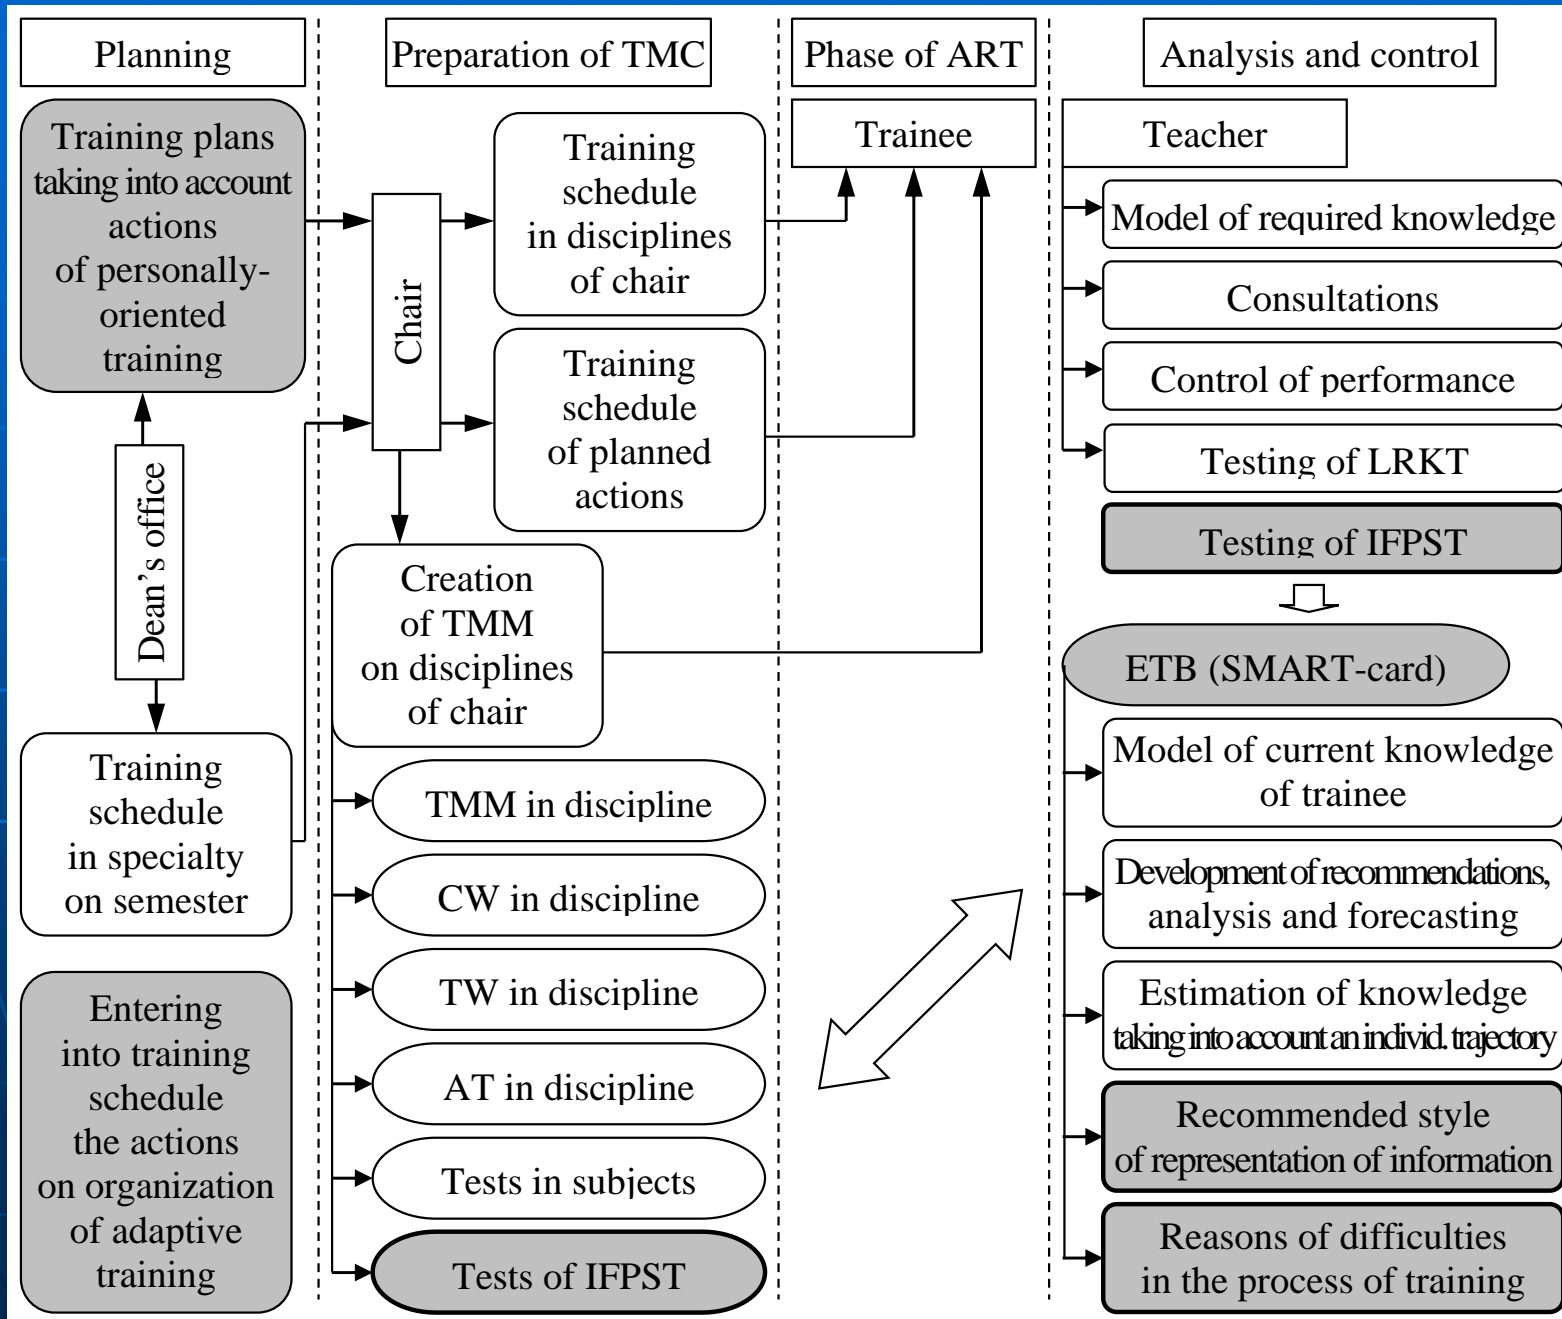 Planning
Preparation of TMC
Phase of ART
Analysis and control
Training plans
taking into account
actions
of personally-
oriented
training
Dean's office
Training
schedule
in specialty
on semester
Entering
into training
schedule
the actions
on organization
of adaptive
training
Chair
Training
schedule
in disciplines
of chair
Training
schedule
of planned
actions
Creation
of TMM
on disciplines
of chair
TMM in discipline
CW in discipline
TW in discipline
AT in discipline
Tests in subjects
Tests of IFPST
Trainee
Teacher
Model of required knowledge
Consultations
Control of performance
Testing of LRKT
Testing of IFPST
ETB (SMART-card)
Model of current knowledge
of trainee
Development of recommendations,
analysis and forecasting
Estimation of knowledge
taking into account an individ. trajectory
Recommended style
of representation of information
Reasons of difficulties
in the process of training